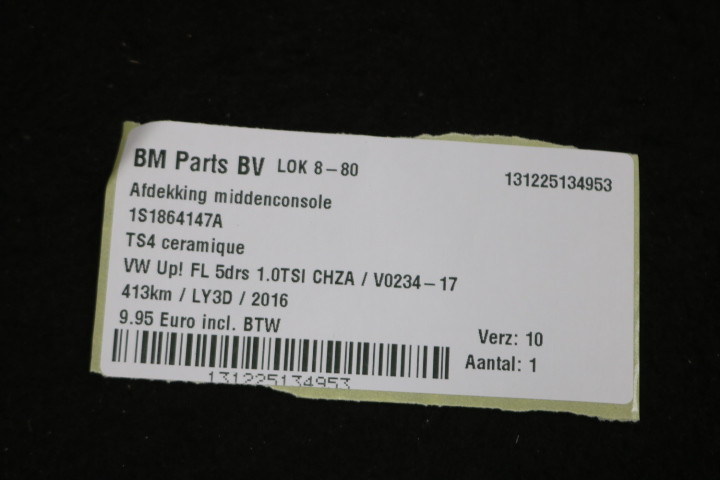 BM Parts BV LOK 8-80 131225134953
Afdekking middenconsole
1S1864147A
TS4 ceramique
VW Up! FL 5drs 1.0TSI CHZA / V0234-17
413km / LY3D / 2016
9.95 Euro incl. BTW
Verz: 10
Aantal: 1
131225134953